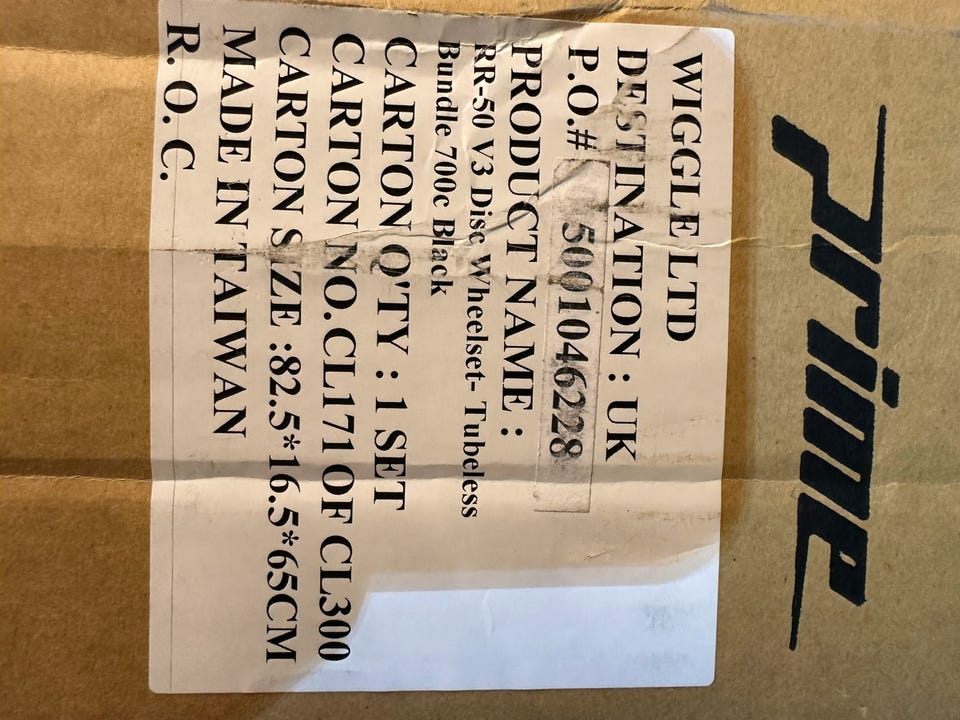 prime
WIGGLE LTD
DESTINATION : UK
P.O.# 5001046228
PRODUCT NAME :
RR-50 V3 Disc Wheelset- Tubeless
Bundle 700c Black
CARTON Q'TY : 1 SET
CARTON NO.CL171 OF CL300
CARTON SIZE :82.5*16.5*65CM
MADE IN TAIWAN
R. O. C.